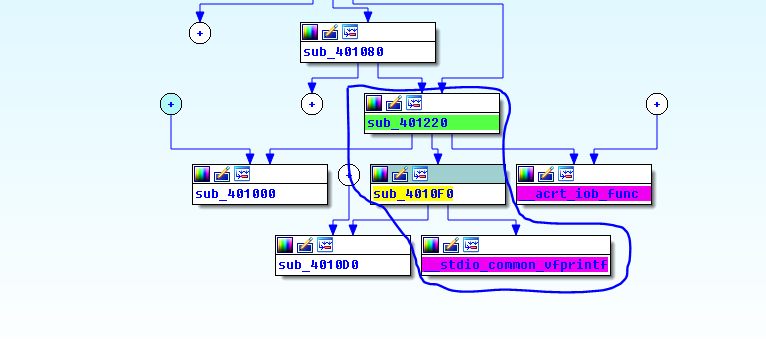 +
sub_401080
+
+
+
sub_401220
sub_401000
+
sub_4010F0
__acrt_iob_func
sub_4010D0
__stdio_common_vfprintf